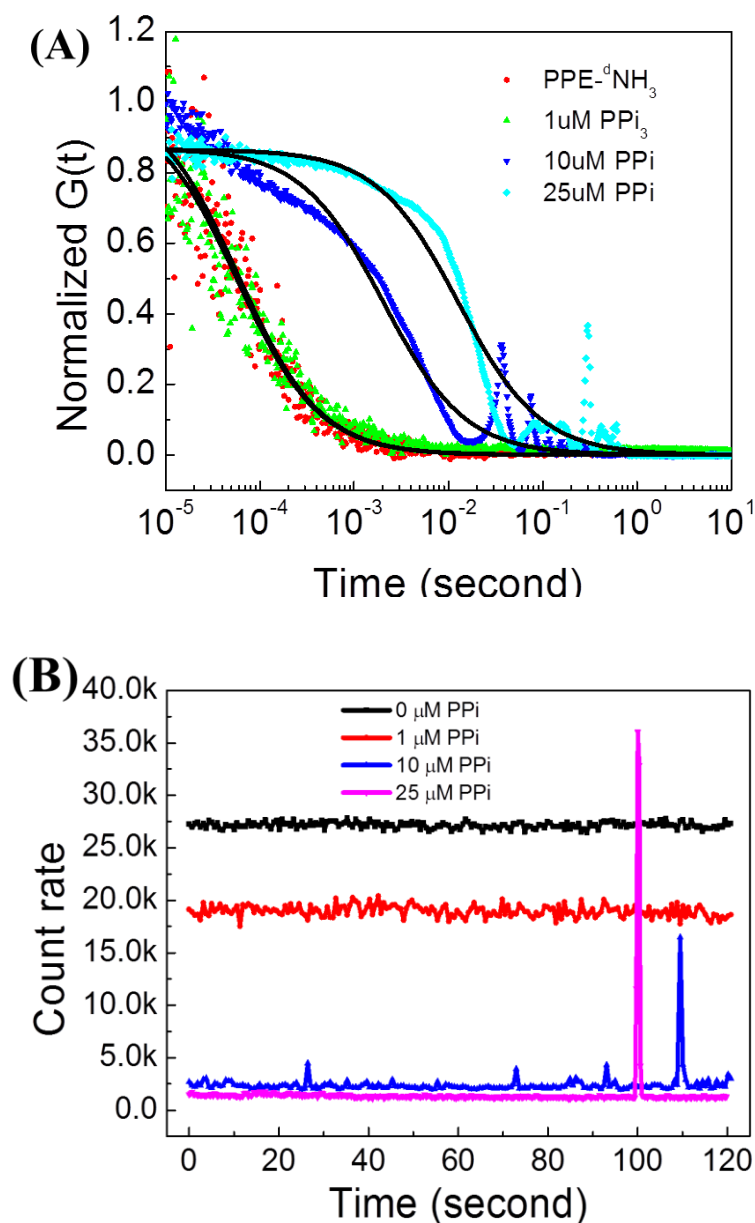 (A)
1.2
1.0
0.8
0.6
0.4
0.2
0.0
Normalized G(t)
PPE-ᵈNH₃
1uM PPi₃
10uM PPi
25uM PPi
10⁻⁵ 10⁻⁴ 10⁻³ 10⁻² 10⁻¹ 10⁰ 10¹
Time (second)
(B)
40.0k
35.0k
30.0k
25.0k
20.0k
15.0k
10.0k
5.0k
0.0
Count rate
0 μM PPi
1 μM PPi
10 μM PPi
25 μM PPi
0 20 40 60 80 100 120
Time (second)